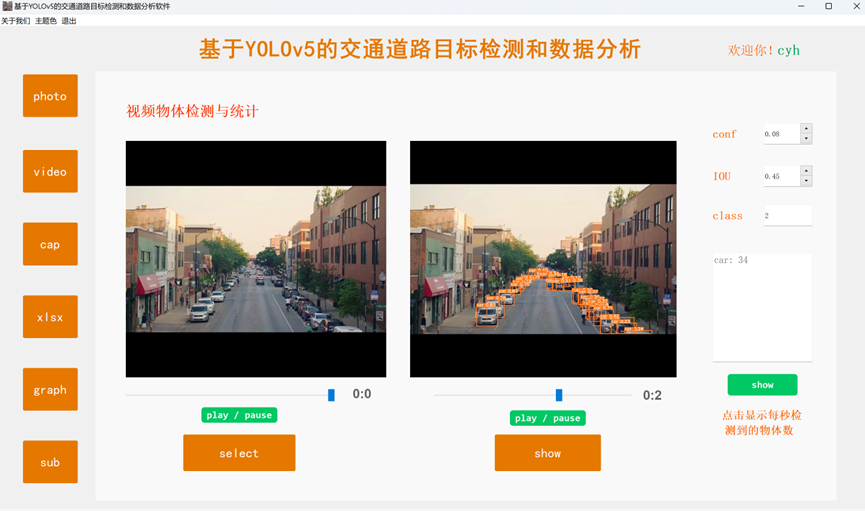 基于YOLOv5的交通道路目标检测和数据分析软件
关于我们 主题色 退出
基于YOLOv5的交通道路目标检测和数据分析
欢迎你!cyh
photo
video
cap
xlsx
graph
sub
视频物体检测与统计
0:0
play / pause
select
0:2
play / pause
show
conf 0.08
IOU 0.45
class 2
car: 34
show
点击显示每秒检
测到的物体数